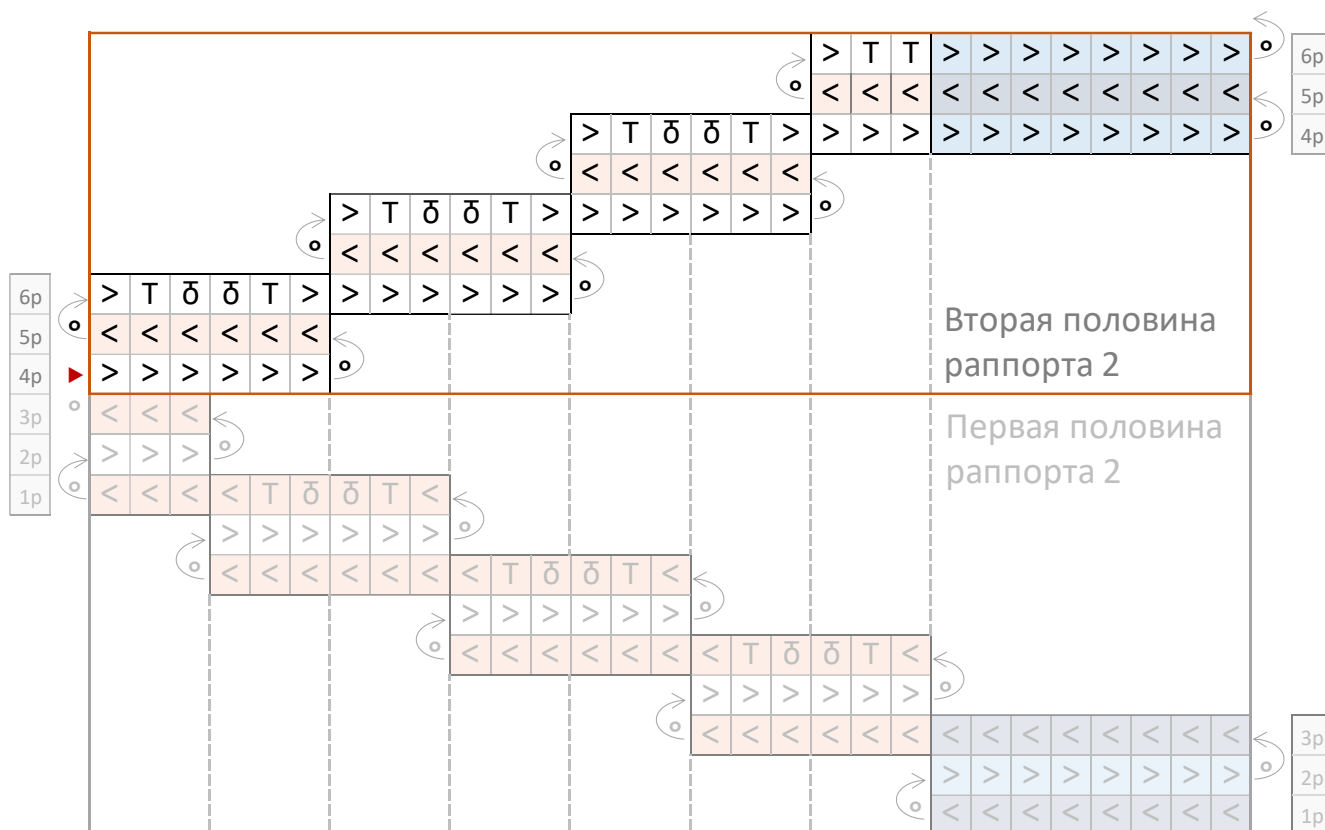 > T T > > > > > > > > o 6р
o < < < < < < < < < < < 5р
> T ō ō T > > > > > > > > > > > > o 4р
o < < < < < <
> T ō ō T > > > > > > > o
o < < < < < <
6р > T ō ō T > > > > > > > o
5р o < < < < < <
Вторая половина
4р > > > > > > o
раппорта 2
3р o < < <
Первая половина
2р > > > o
раппорта 2
1р o < < < < T ō ō T <
> > > > > > o
o < < < < < < < T ō ō T <
> > > > > > o
o < < < < < < < T ō ō T <
> > > > > > o
o < < < < < < < < < < < < < < 3р
> > > > > > > > o 2р
o < < < < < < < < 1р